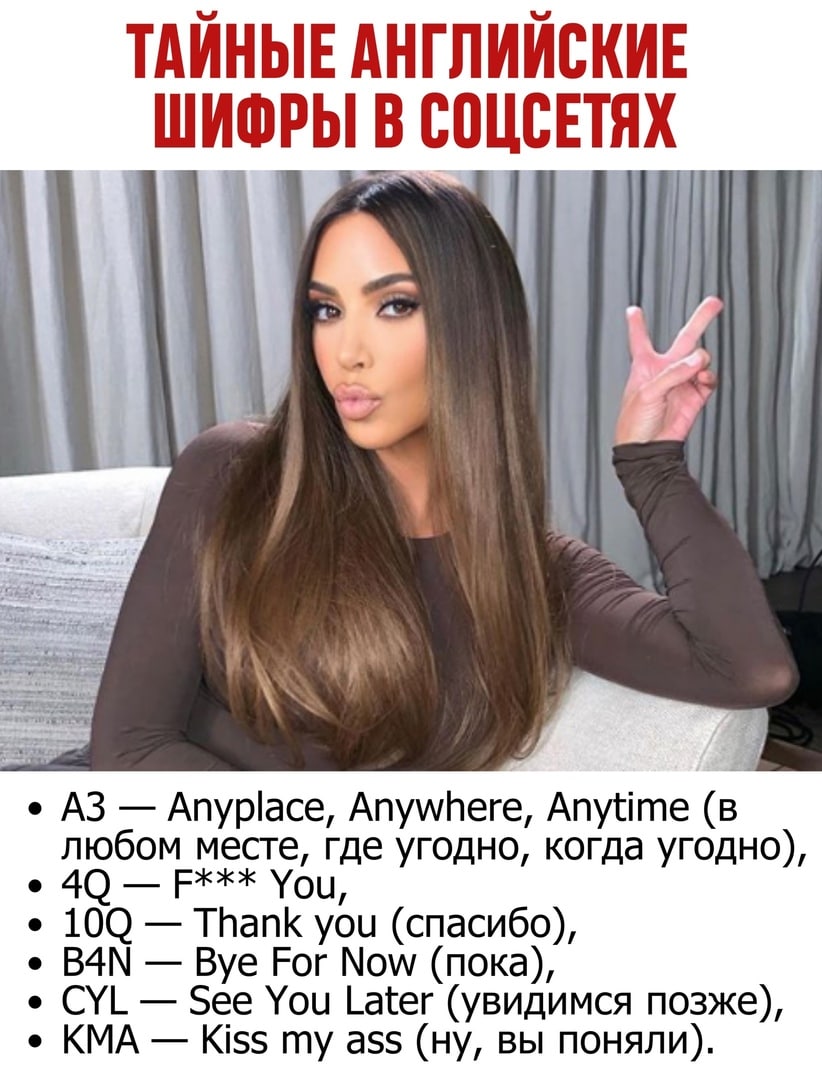 ТАЙНЫЕ АНГЛИЙСКИЕ
ШИФРЫ В СОЦСЕТЯХ
• A3 — Anyplace, Anywhere, Anytime (в
любом месте, где угодно, когда угодно),
• 4Q — F*** You,
• 10Q — Thank you (спасибо),
• B4N — Bye For Now (пока),
• CYL — See You Later (увидимся позже),
• KMA — Kiss my ass (ну, вы поняли).